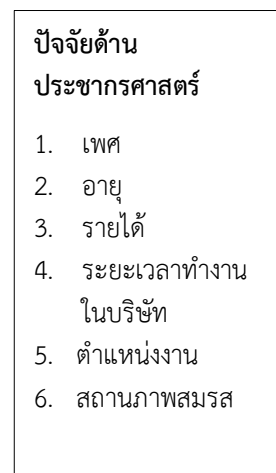 ปัจจัยด้าน
ประชากรศาสตร์
1. เพศ
2. อายุ
3. รายได้
4. ระยะเวลาทำงาน
ในบริษัท
5. ตำแหน่งงาน
6. สถานภาพสมรส